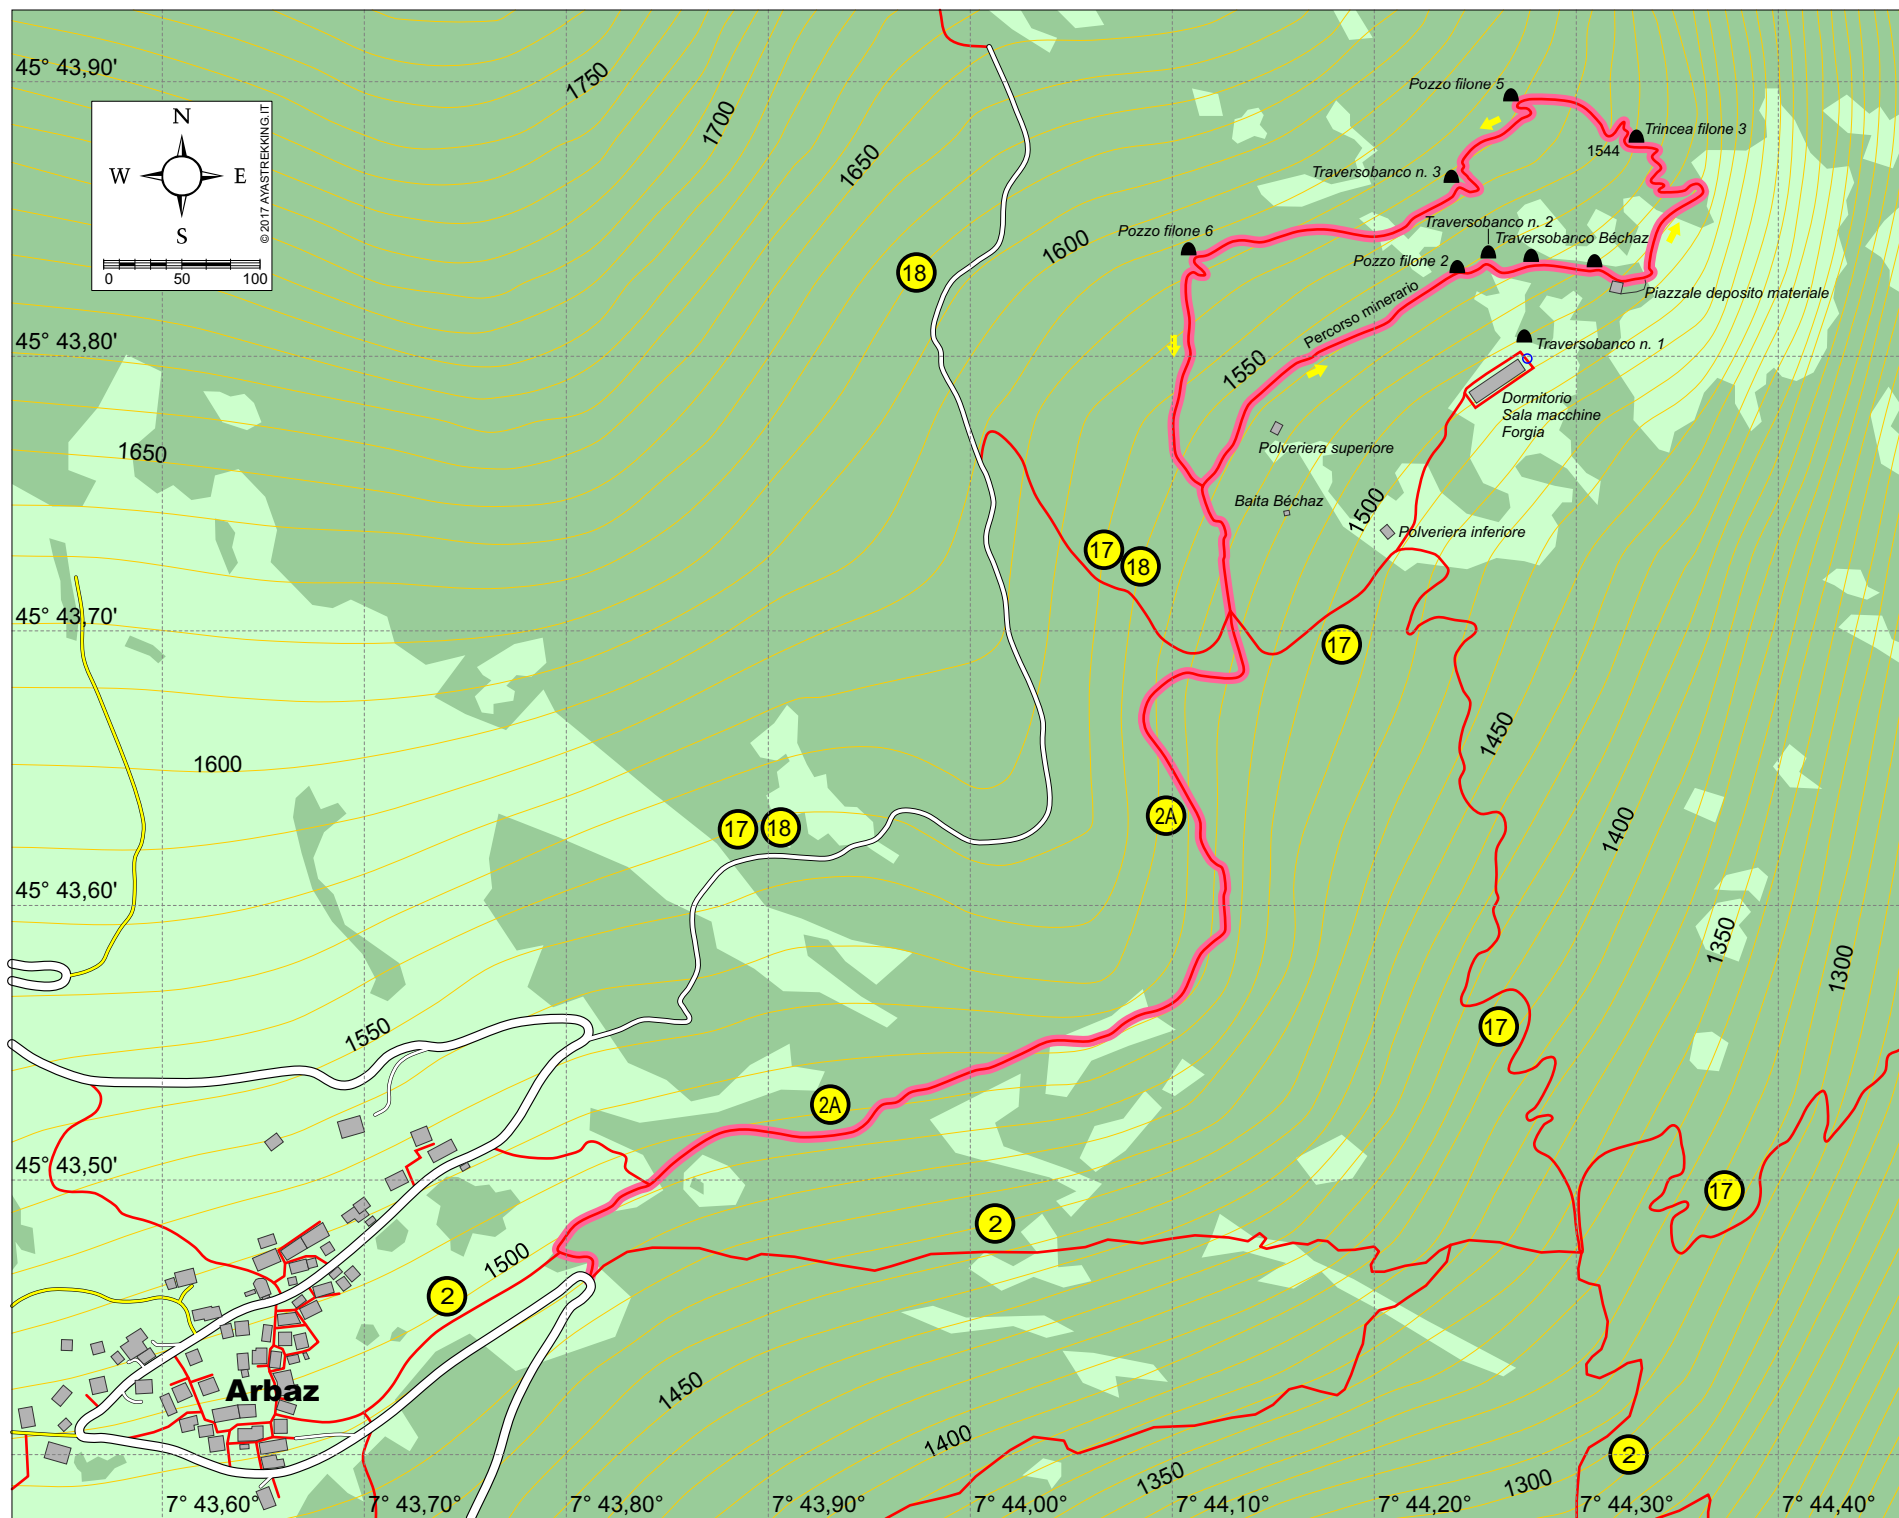 45° 43,90'
N
W
E
S
© 2017 AYASTREKKING.IT
0
50
100
1750
1700
1650
Pozzo filone 5
Trincea filone 3
1544
Traversobanco n. 3
Traversobanco n. 2
Traversobanco Béchaz
Pozzo filone 6
Pozzo filone 2
1600
18
Percorso minerario
Piazzale deposito materiale
45° 43,80'
Traversobanco n. 1
1550
Dormitorio
Sala macchine
Forgia
1650
Polveriera superiore
Baita Béchaz
1500
Polveriera inferiore
17
18
45° 43,70'
17
1450
1600
17
18
2A
1400
45° 43,60'
1350
1300
1550
17
2A
45° 43,50'
17
2
1500
2
Arbaz
1450
1400
1350
1300
2
7° 43,60°
7° 43,70°
7° 43,80°
7° 43,90°
7° 44,00°
7° 44,10°
7° 44,20°
7° 44,30°
7° 44,40°